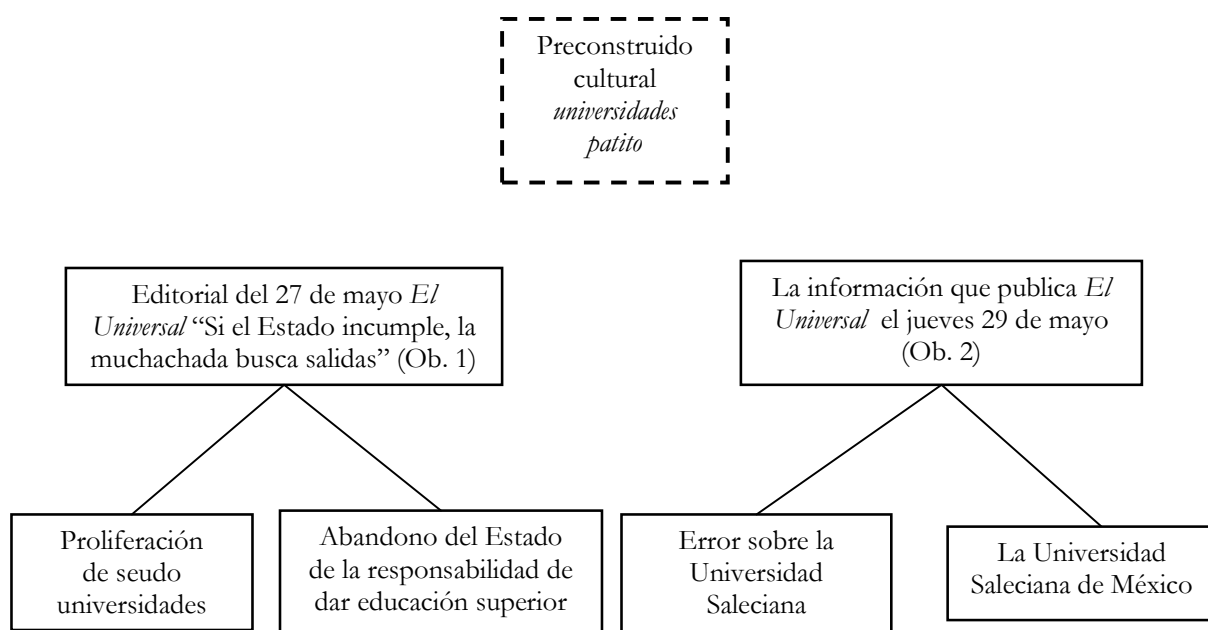 Preconstruido
cultural
universidades
patito
Editorial del 27 de mayo El
Universal “Si el Estado incumple, la
muchachada busca salidas” (Ob. 1)
La información que publica El
Universal el jueves 29 de mayo
(Ob. 2)
Proliferación
de seudo
universidades
Abandono del Estado
de la responsabilidad de
dar educación superior
Error sobre la
Universidad
Saleciana
La Universidad
Saleciana de México